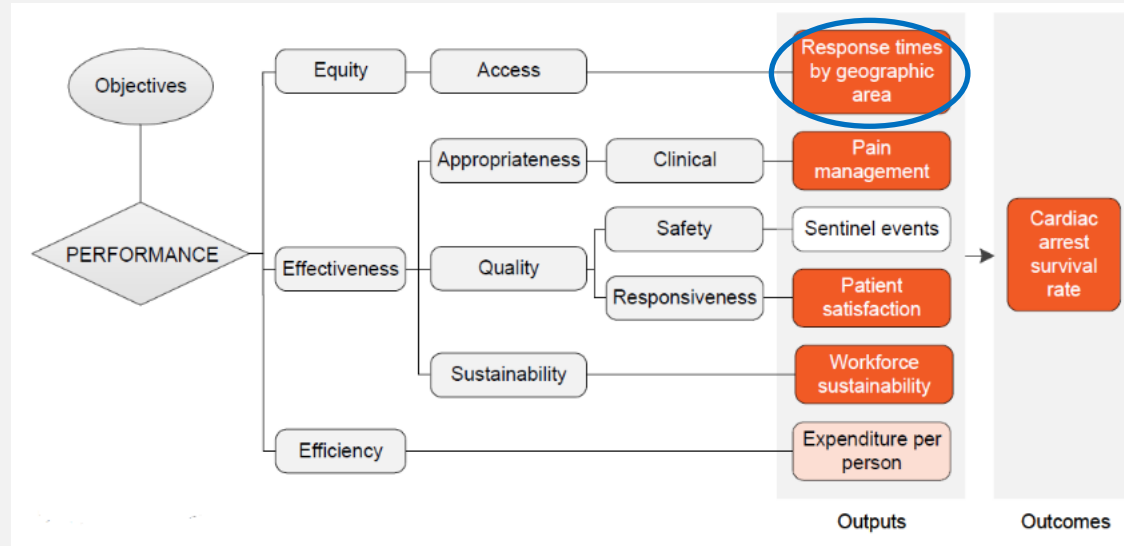 Objectives
PERFORMANCE
Equity
Access
Response times
by geographic
area
Effectiveness
Appropriateness
Clinical
Pain
management
Quality
Safety
Sentinel events
Responsiveness
Patient
satisfaction
Sustainability
Workforce
sustainability
Efficiency
Expenditure per
person
Outputs
Cardiac
arrest
survival
rate
Outcomes